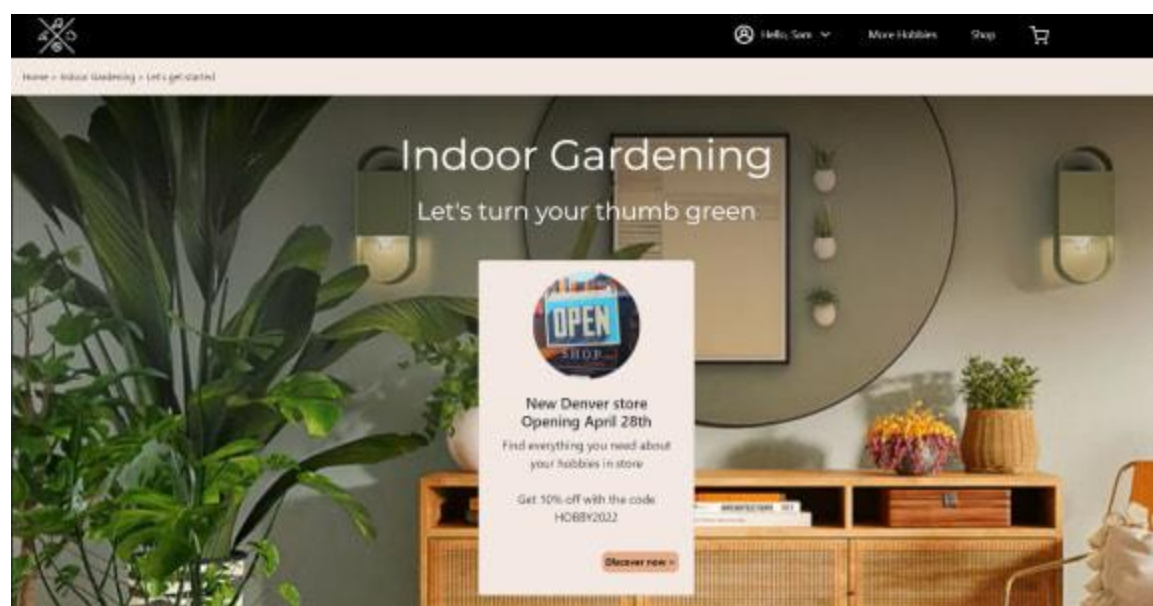 Hello, Sam
More Hobbies
Shop
Home > Indoor Gardening > Let's get started
Indoor Gardening
Let's turn your thumb green
OPEN
SHOP
New Denver store
Opening April 28th
Find everything you need about
your hobbies in store
Get 10% off with the code
HOBBY2022
ARCHITECTURE
Discover now >